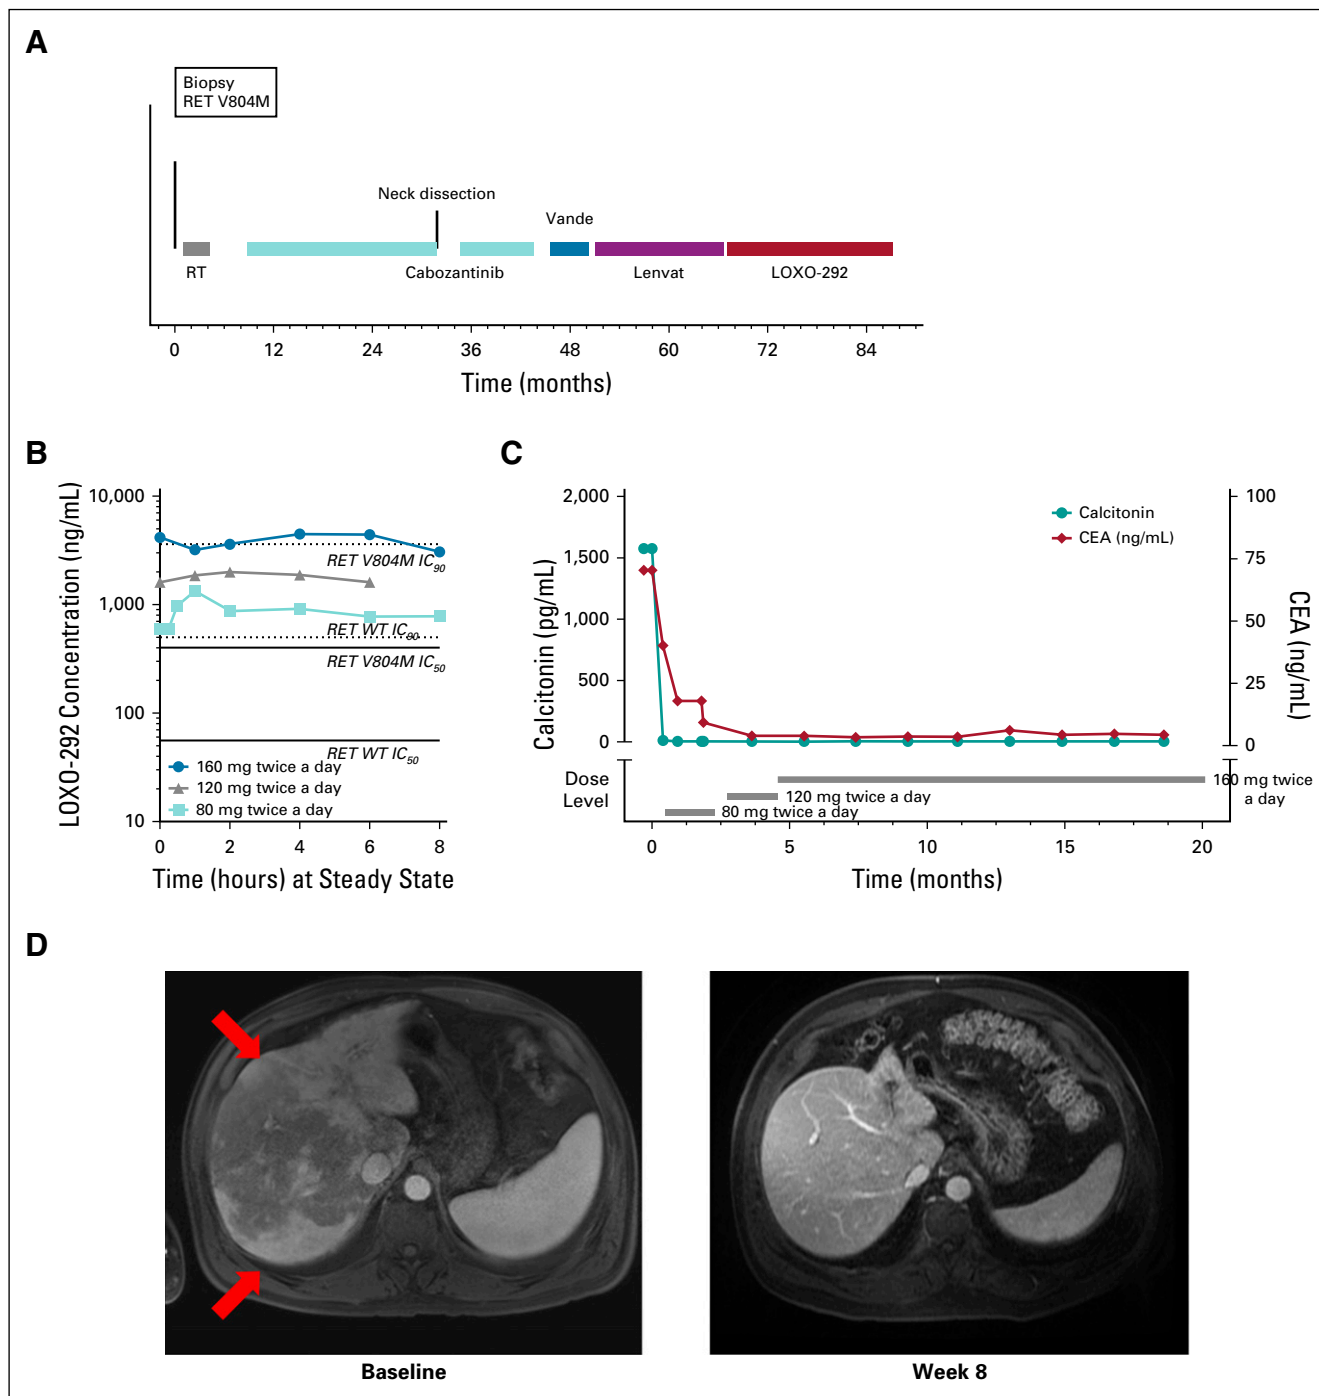 A
Biopsy
RET V804M
Neck dissection
Vande
RT
Cabozantinib
Lenvat
LOXO-292
0 12 24 36 48 60 72 84
Time (months)
B
LOXO-292 Concentration (ng/mL)
10,000
1,000
100
10
RET V804M IC90
RET WT IC90
RET V804M IC50
RET WT IC50
160 mg twice a day
120 mg twice a day
80 mg twice a day
0 2 4 6 8
Time (hours) at Steady State
C
Calcitonin (pg/mL)
2,000
1,500
1,000
500
0
Calcitonin
CEA (ng/mL)
100
75
50
25
0
CEA (ng/mL)
Dose
Level
160 mg twice
a day
120 mg twice a day
80 mg twice a day
0 5 10 15 20
Time (months)
D
Baseline
Week 8